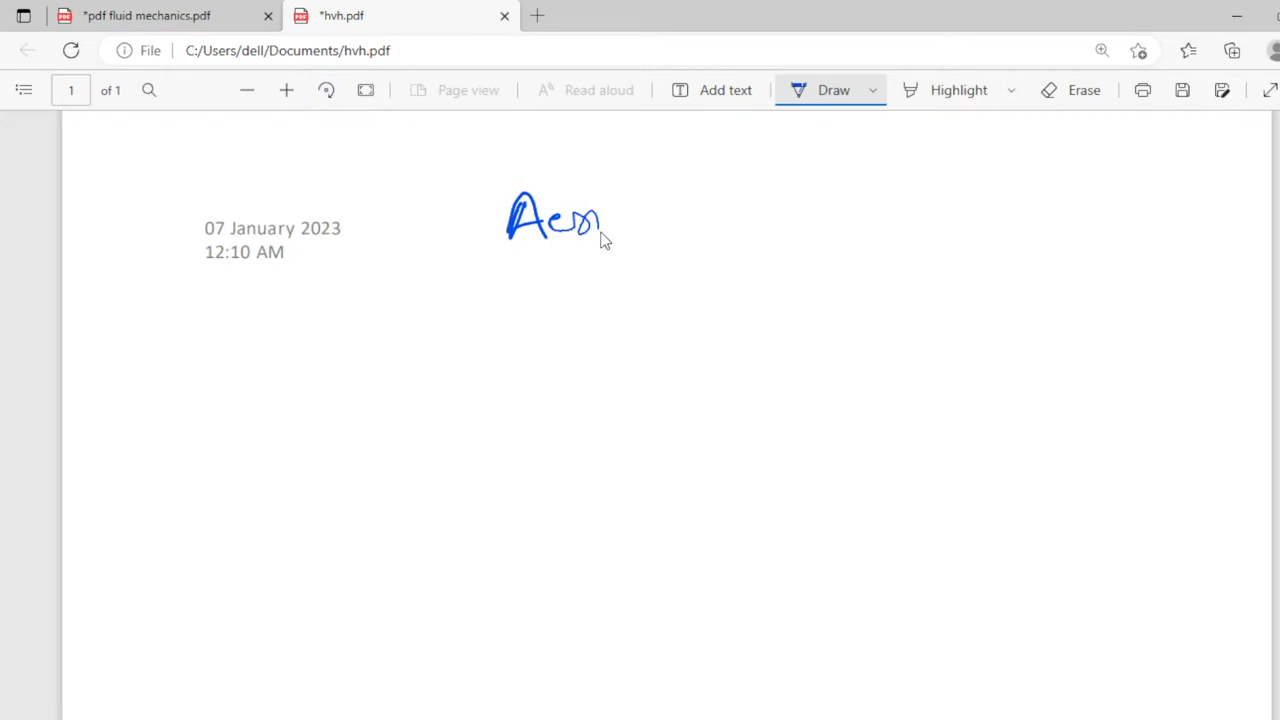 *pdf fluid mechanics.pdf
*hvh.pdf
File
C:/Users/dell/Documents/hvh.pdf
1 of 1
Page view
Read aloud
Add text
Draw
Highlight
Erase
07 January 2023
12:10 AM